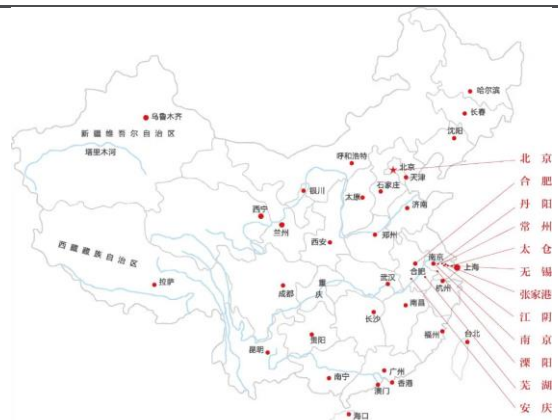 哈尔滨
长春
乌鲁木齐
新疆维吾尔自治区
沈阳
塔里木河
呼和浩特
北京
天津
石家庄
银川
太原
济南
西宁
兰州
西安
郑州
西藏藏族自治区
拉萨
成都
重庆
武汉
合肥
南京
上海
杭州
南昌
长沙
贵阳
昆明
福州
台北
南宁
广州
香港
澳门
海口
北京
合肥
丹阳
常州
太仓
无锡
张家港
江阴
南京
溧阳
芜湖
安庆